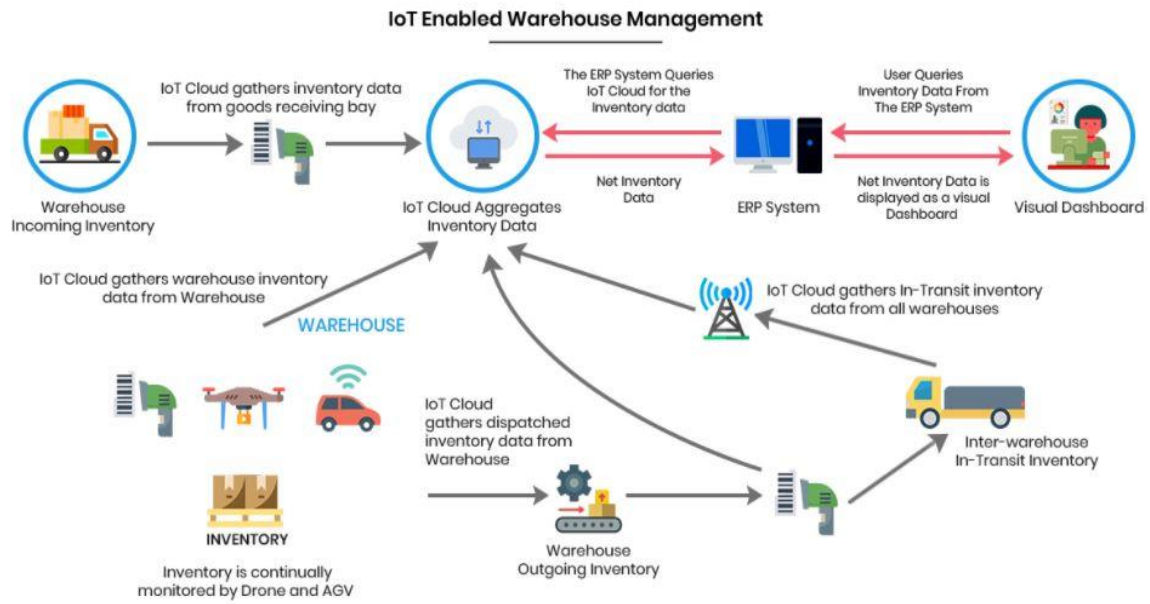 IoT Enabled Warehouse Management
IoT Cloud gathers inventory data
from goods receiving bay
The ERP System Queries
IoT Cloud for the
Inventory data
User Queries
Inventory Data From
The ERP System
Warehouse
Incoming Inventory
IoT Cloud Aggregates
Inventory Data
Net Inventory
Data
ERP System
Net Inventory Data is
displayed as a visual
Dashboard
Visual Dashboard
IoT Cloud gathers warehouse inventory
data from Warehouse
WAREHOUSE
IoT Cloud gathers In-Transit inventory
data from all warehouses
IoT Cloud
gathers dispatched
inventory data from
Warehouse
Inter-warehouse
In-Transit Inventory
INVENTORY
Inventory is continually
monitored by Drone and AGV
Warehouse
Outgoing Inventory